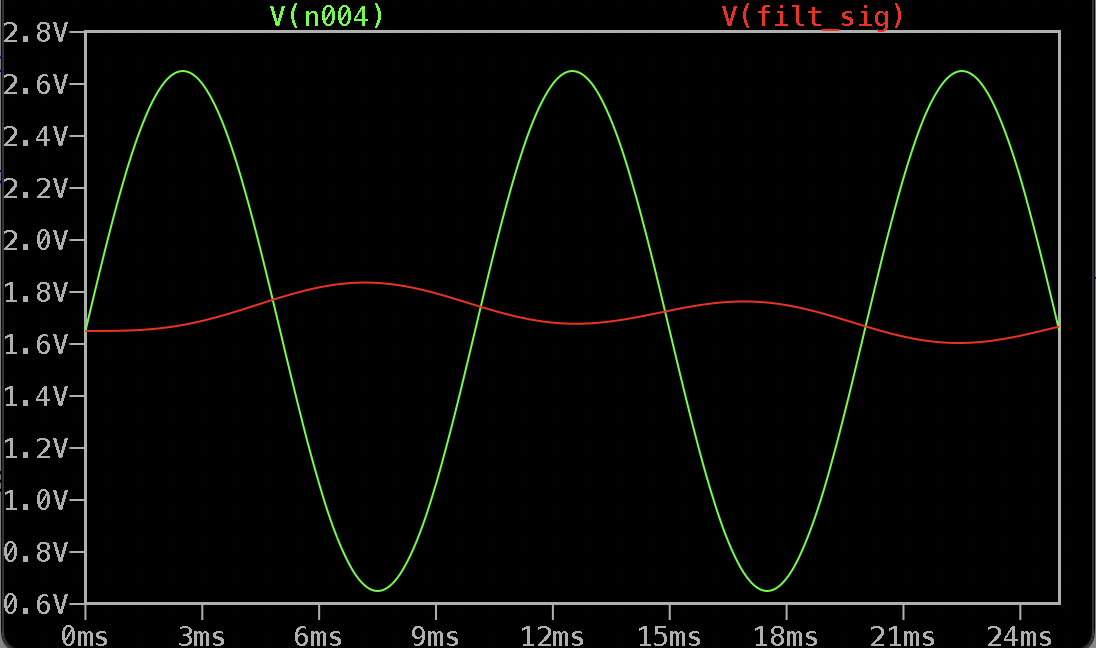 V(n004) V(filt_sig)
2.8V
2.6V
2.4V
2.2V
2.0V
1.8V
1.6V
1.4V
1.2V
1.0V
0.8V
0.6V
0ms 3ms 6ms 9ms 12ms 15ms 18ms 21ms 24ms